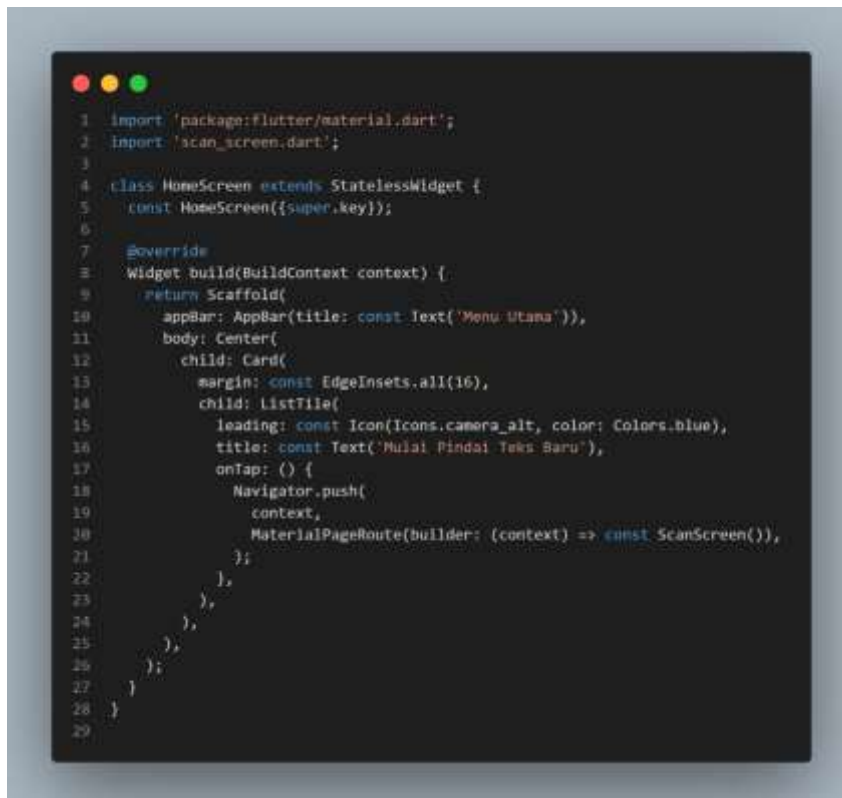 1 import 'package:flutter/material.dart';
2 import 'scan_screen.dart';
3
4 class HomeScreen extends StatelessWidget {
5   const HomeScreen({super.key});
6
7   @override
8   Widget build(BuildContext context) {
9     return Scaffold(
10       appBar: AppBar(title: const Text('Menu Utama')),
11       body: Center(
12         child: Card(
13           margin: const EdgeInsets.all(16),
14           child: ListTile(
15             leading: const Icon(Icons.camera_alt, color: Colors.blue),
16             title: const Text('Mulai Pindai Teks Baru'),
17             onTap: () {
18               Navigator.push(
19                 context,
20                 MaterialPageRoute(builder: (context) => const ScanScreen()),
21               );
22             },
23           ),
24         ),
25       ),
26     );
27   }
28 }
29